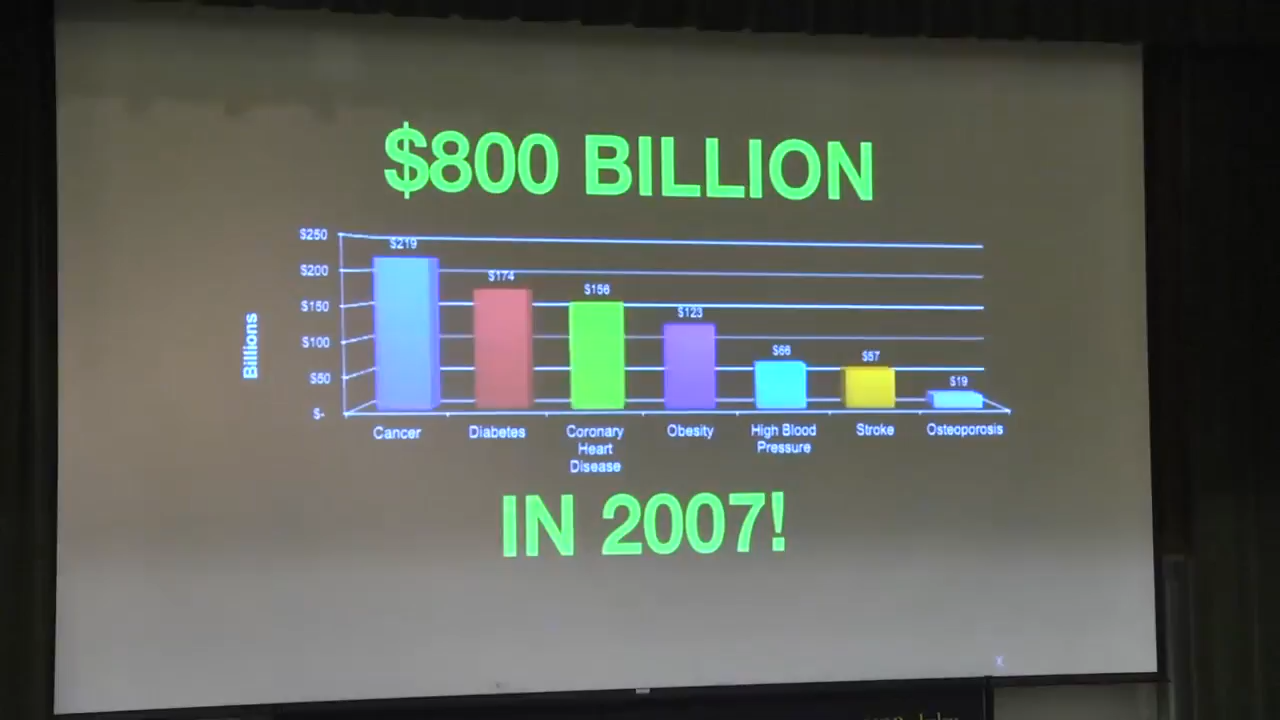 $800 BILLION
$250
$200
$150
$100
$50
$-
Billions
$219
$174
$156
$123
$66
$57
$19
Cancer
Diabetes
Coronary
Heart
Disease
Obesity
High Blood
Pressure
Stroke
Osteoporosis
IN 2007!
X